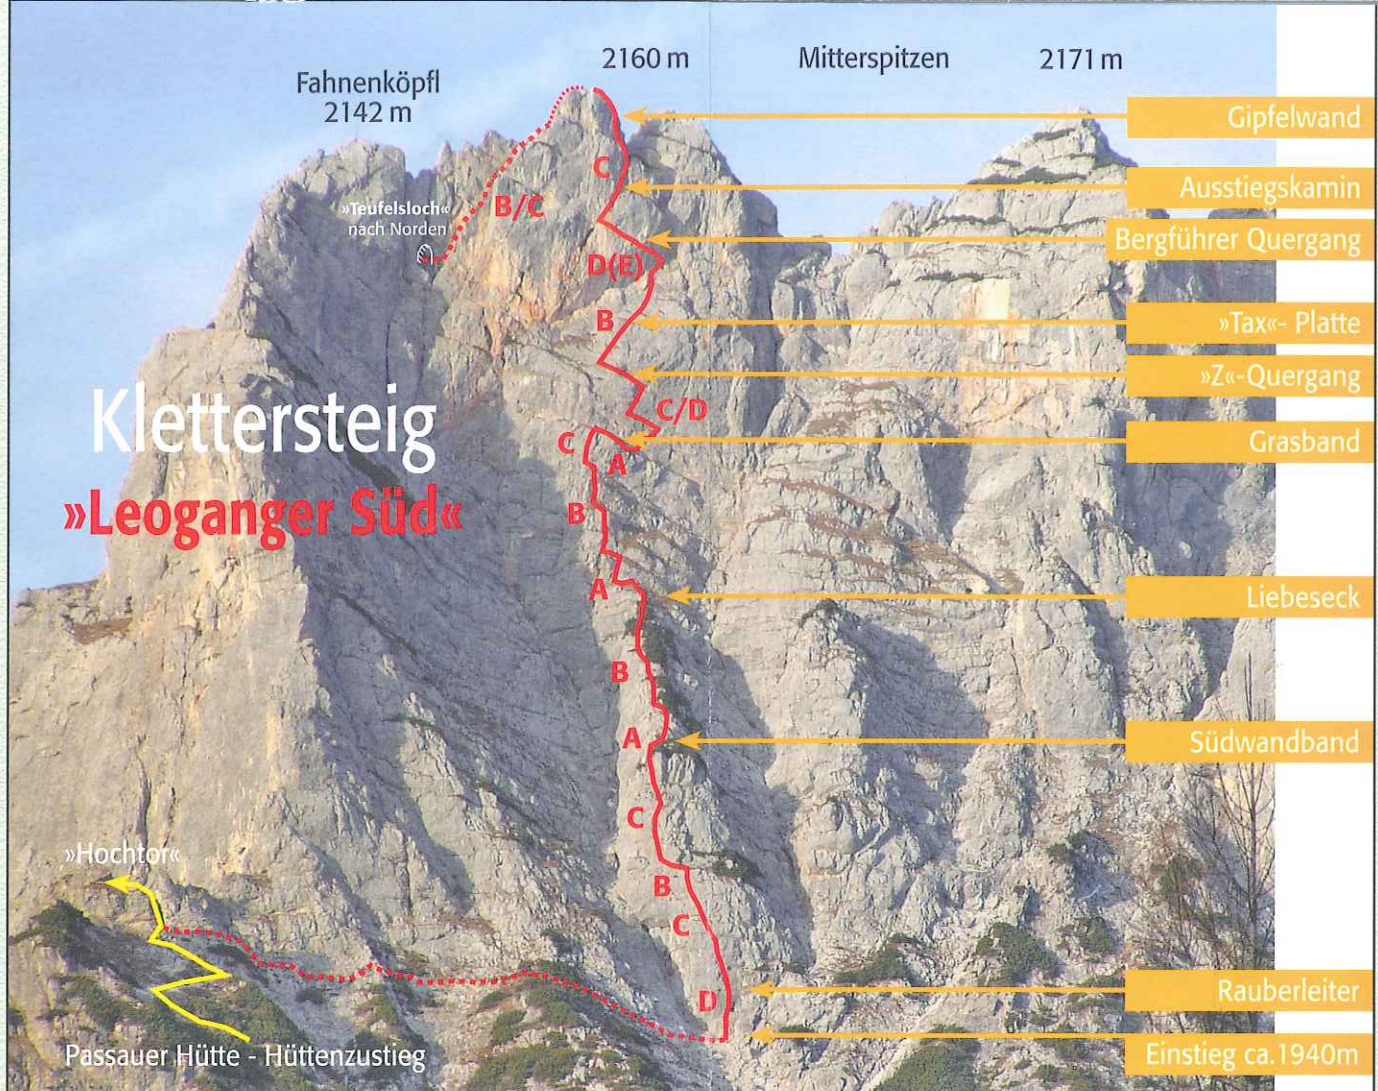 2160 m
Mitterspitzen
2171 m
Fahnenköpfl
2142 m
Gipfelwand
C
Ausstiegskamin
B/C
»Teufelsloch«
nach Norden
Bergführer Quergang
D(E)
B
»Tax«- Platte
»Z«-Quergang
C/D
Klettersteig
C
Grasband
A
»Leoganger Süd«
B
A
Liebeseck
B
A
Südwandband
C
»Hochtor«
B
C
D
Rauberleiter
Passauer Hütte - Hüttenzustieg
Einstieg ca.1940m